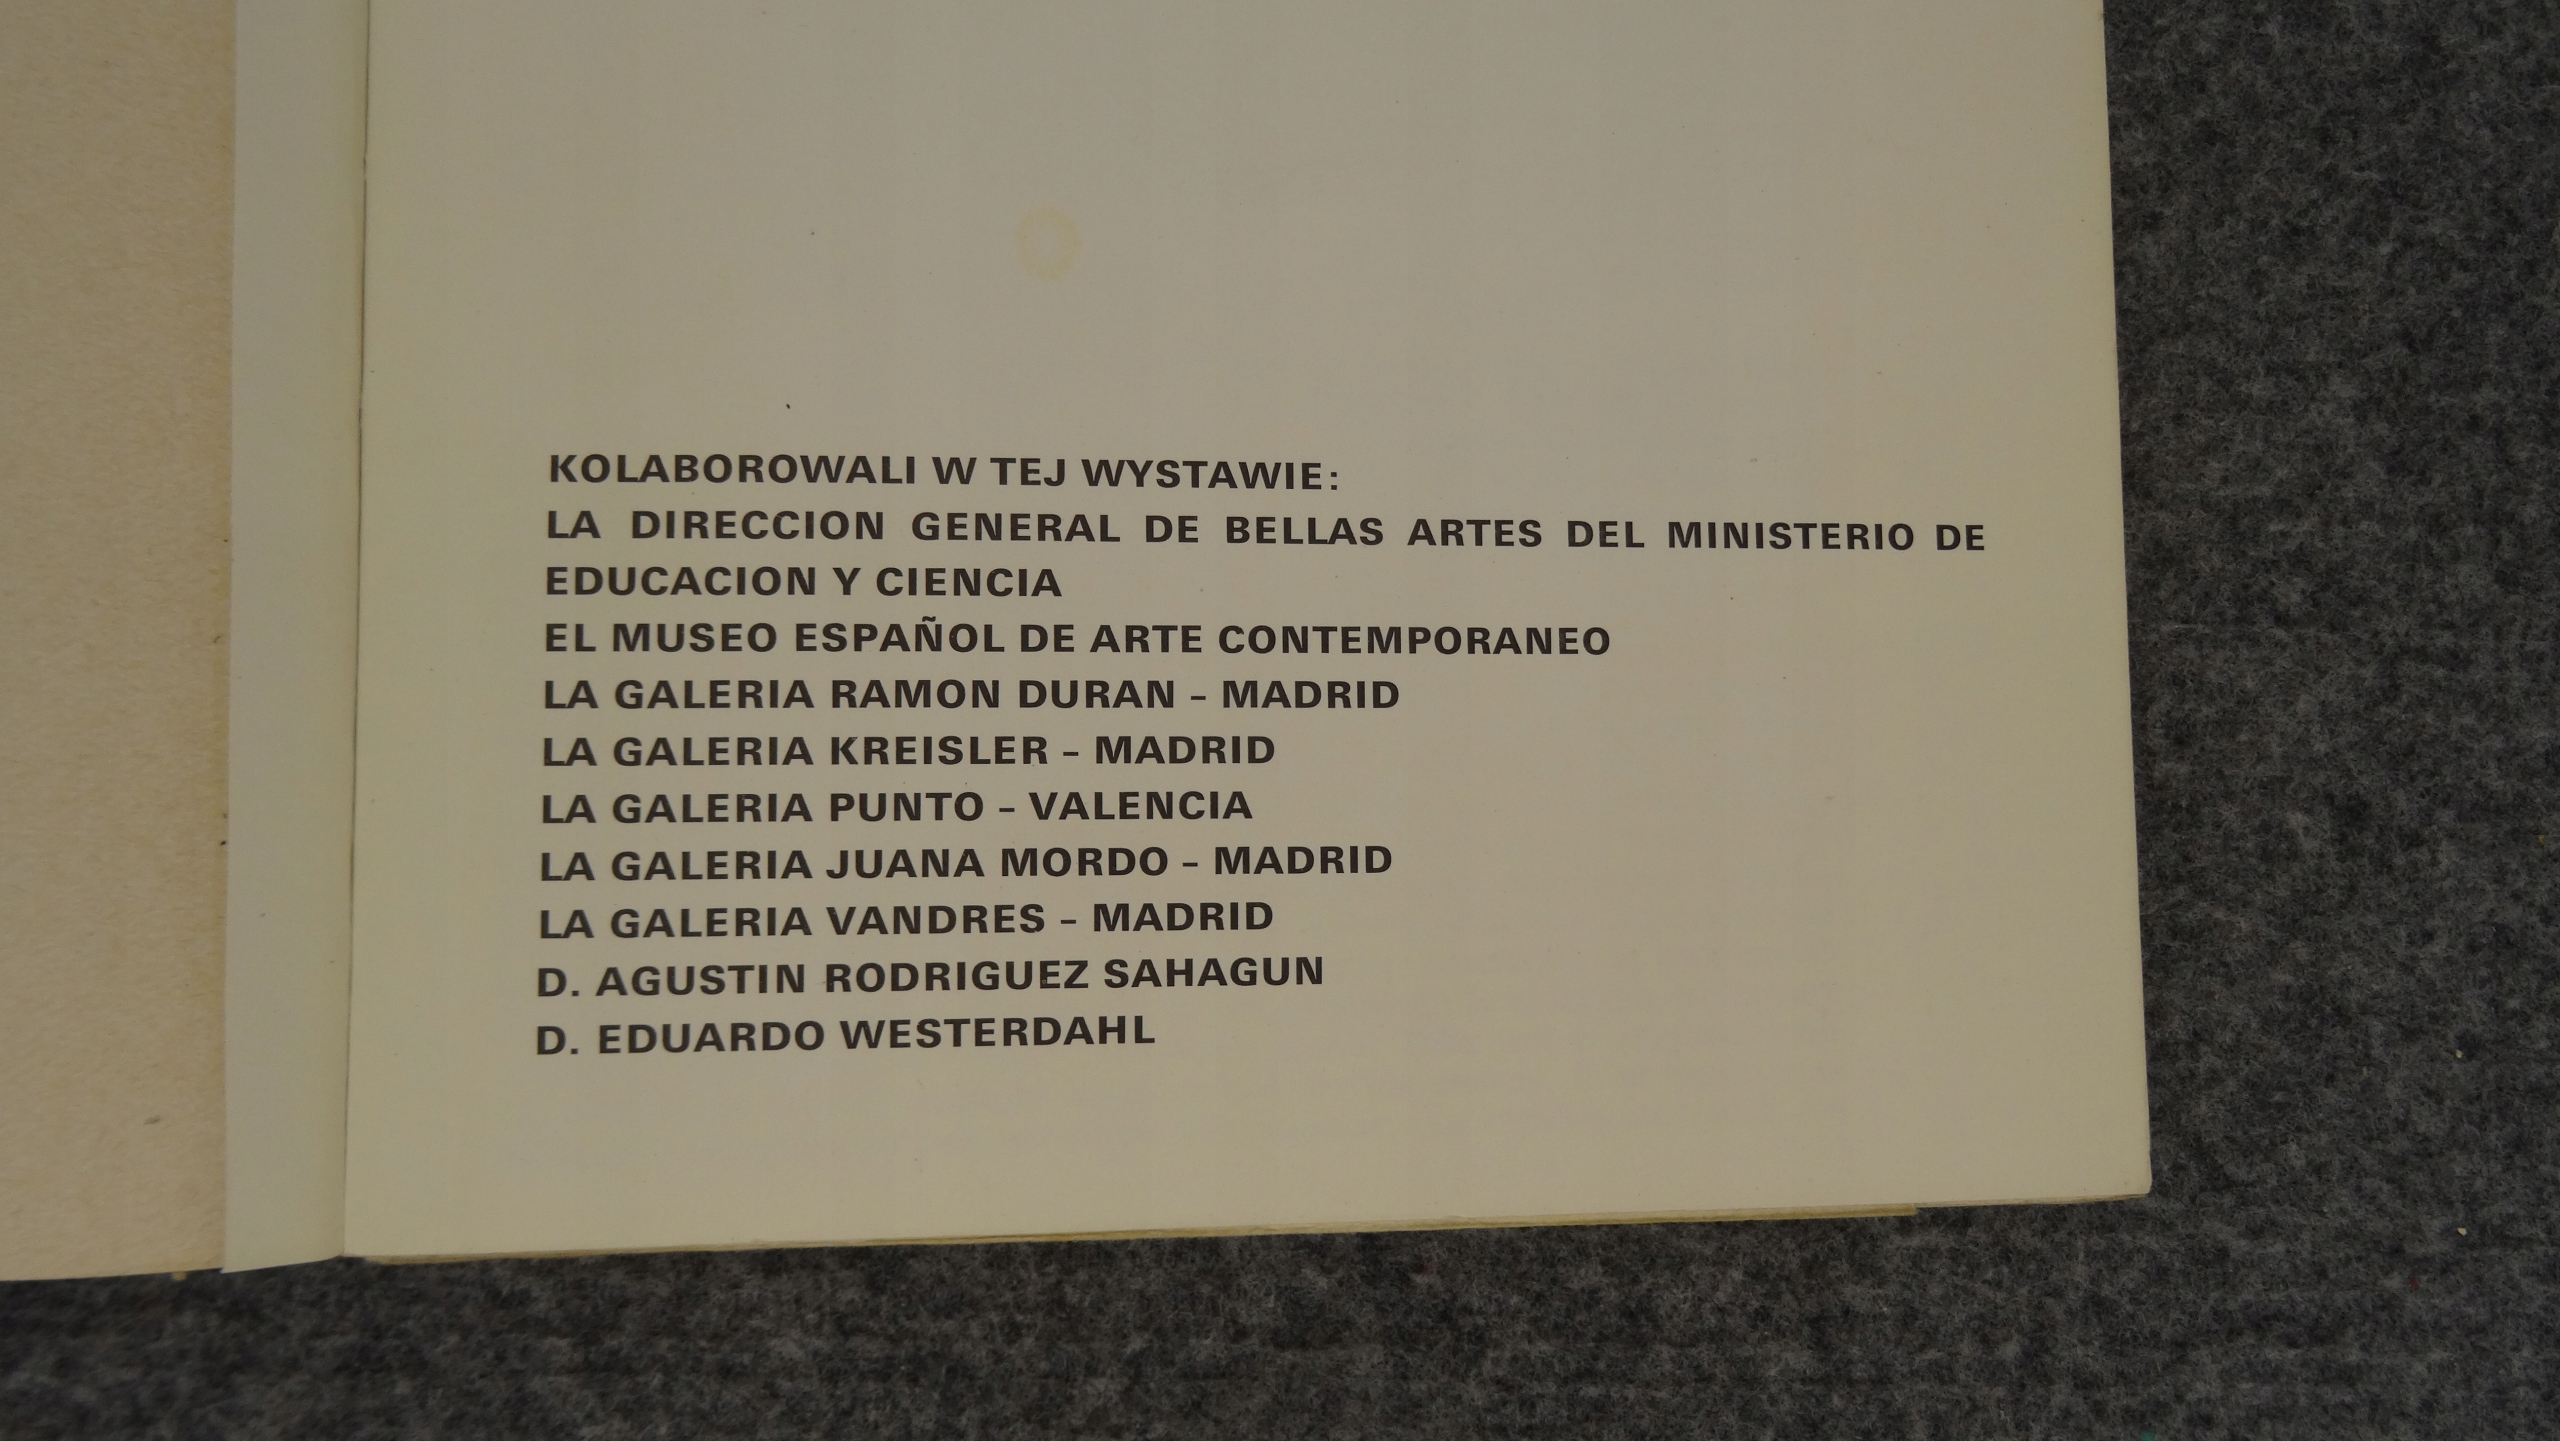 KOLABOROWALI W TEJ WYSTAWIE:
LA DIRECCION GENERAL DE BELLAS ARTES DEL MINISTERIO DE
EDUCACION Y CIENCIA
EL MUSEO ESPAÑOL DE ARTE CONTEMPORANEO
LA GALERIA RAMON DURAN – MADRID
LA GALERIA KREISLER – MADRID
LA GALERIA PUNTO – VALENCIA
LA GALERIA JUANA MORDO – MADRID
LA GALERIA VANDRES – MADRID
D. AGUSTIN RODRIGUEZ SAHAGUN
D. EDUARDO WESTERDAHL